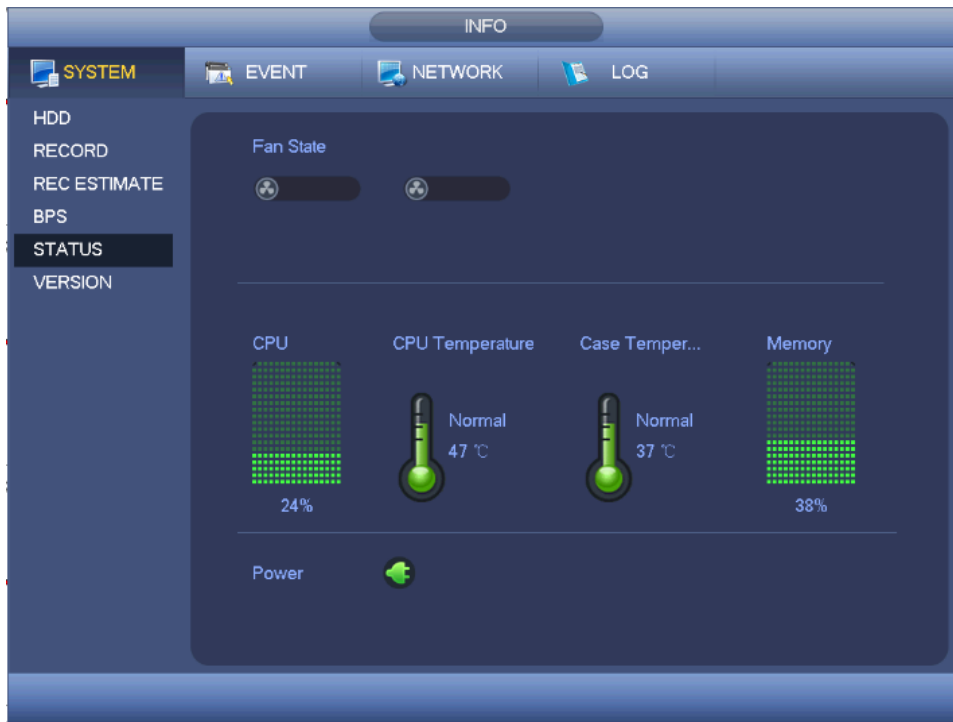 INFO
SYSTEM
EVENT
NETWORK
LOG
HDD
RECORD
REC ESTIMATE
BPS
STATUS
VERSION
Fan State
CPU
CPU Temperature
Case Temper...
Memory
Normal
47 ℃
Normal
37 ℃
24%
38%
Power